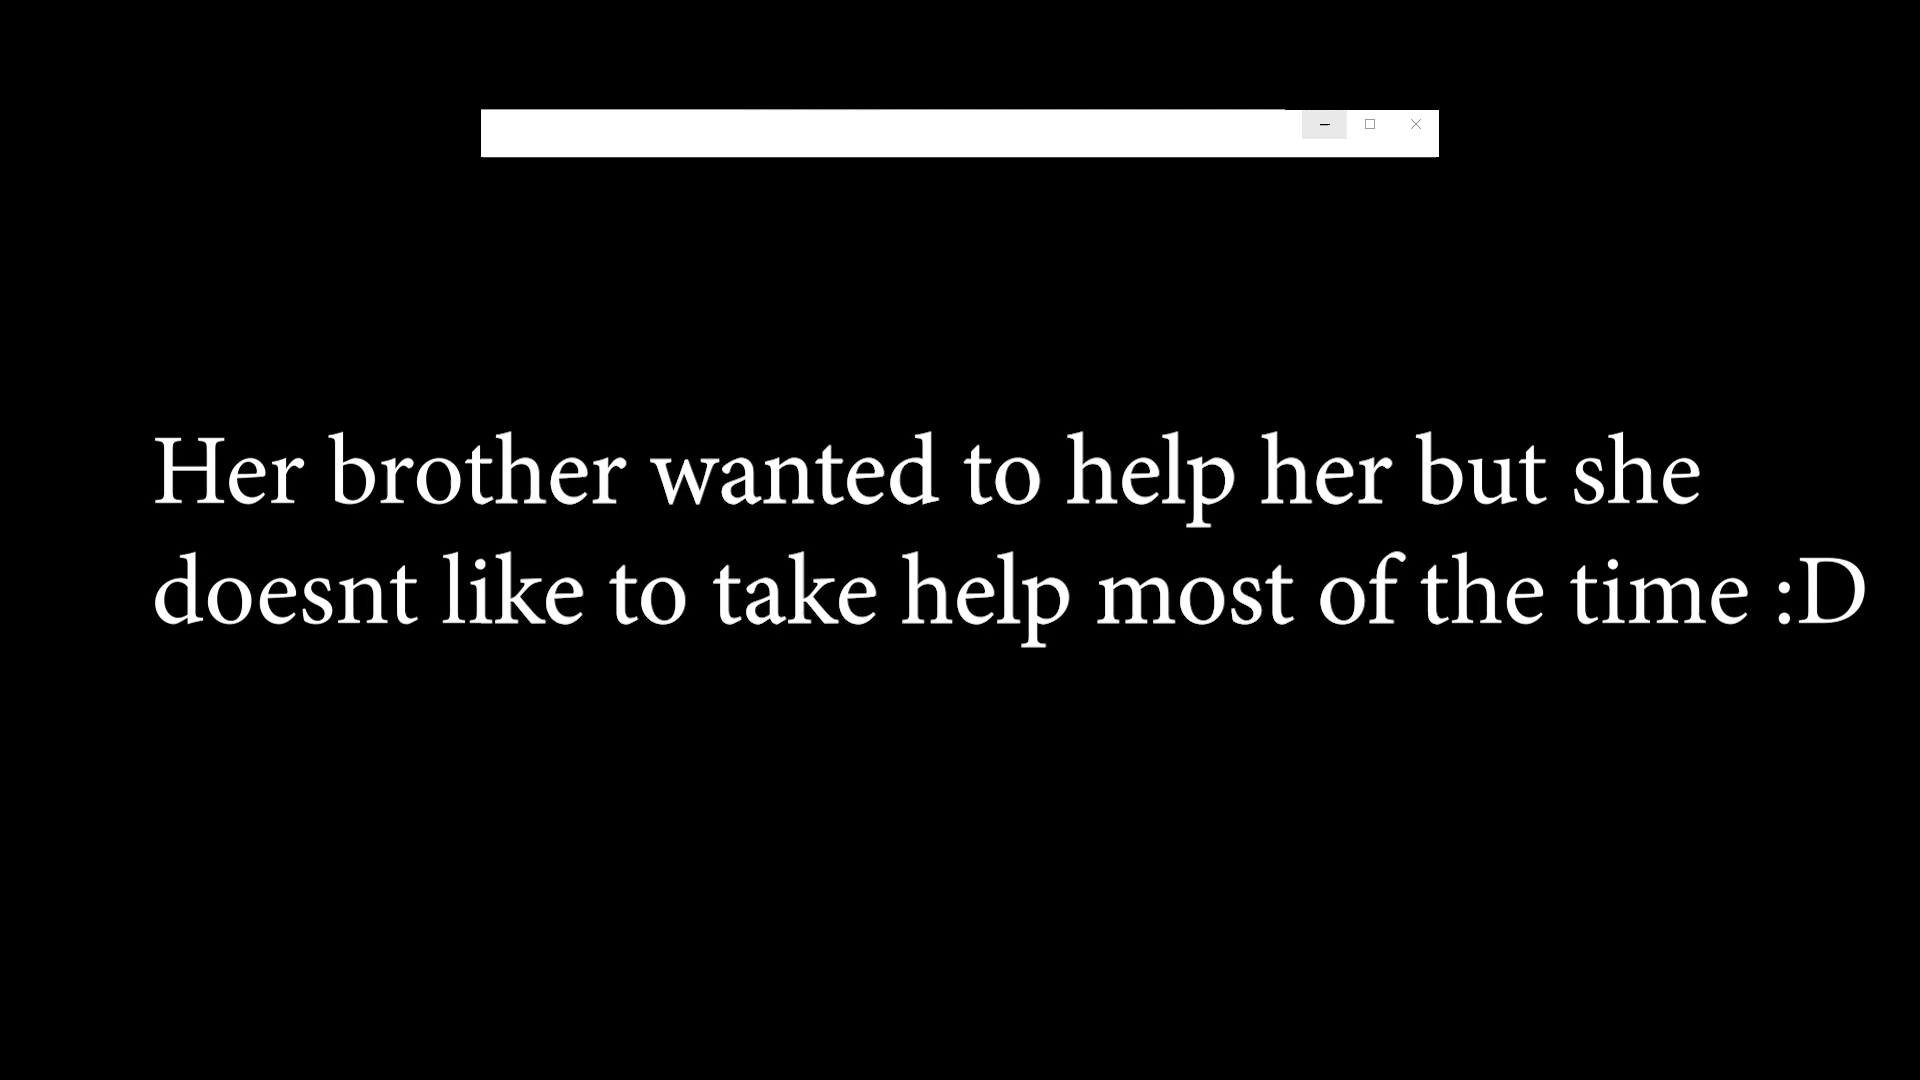 Her brother wanted to help her but she
doesnt like to take help most of the time :D